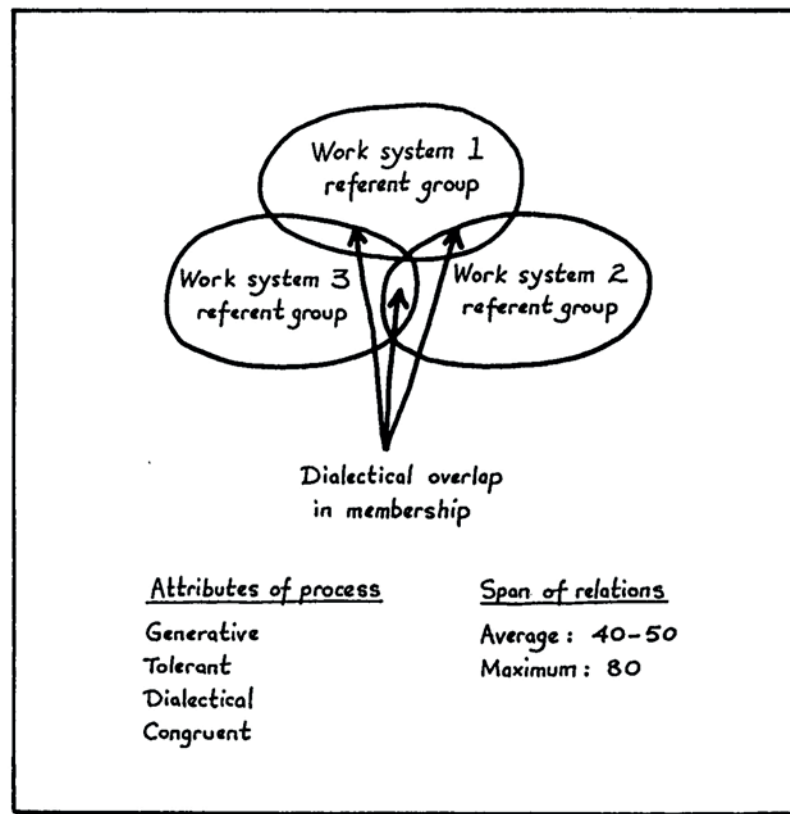 Work system 1
referent group
Work system 3
referent group
Work system 2
referent group
Dialectical overlap
in membership
Attributes of process
Generative
Tolerant
Dialectical
Congruent
Span of relations
Average : 40-50
Maximum : 80